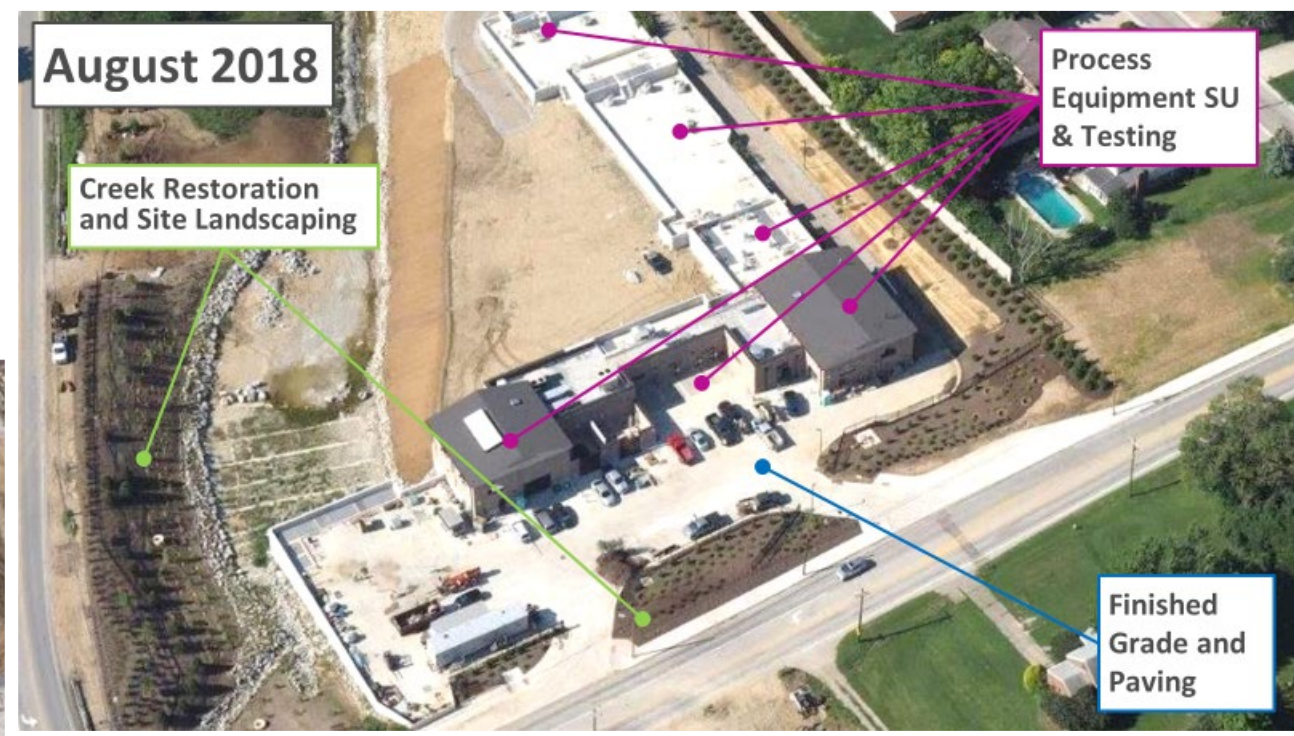 August 2018
Process
Equipment SU
& Testing
Creek Restoration
and Site Landscaping
Finished
Grade and
Paving